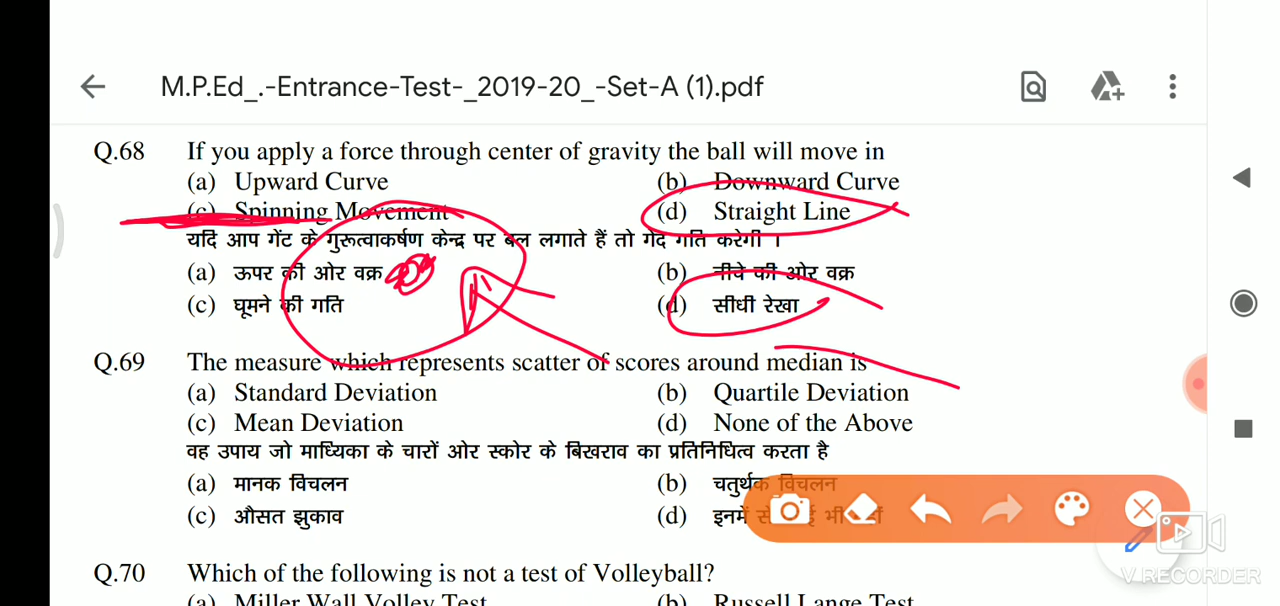 M.P.Ed_.-Entrance-Test-_2019-20_-Set-A (1).pdf
Q.68 If you apply a force through center of gravity the ball will move in
(a) Upward Curve (b) Downward Curve
(c) Spinning Movement (d) Straight Line
यदि आप गेंट के गुरूत्वाकर्षण केन्द्र पर बल लगाते हैं तो गेंद गति करेगी ।
(a) ऊपर की ओर वक्र (b) नीचे की ओर वक्र
(c) घूमने की गति (d) सीधी रेखा
Q.69 The measure which represents scatter of scores around median is
(a) Standard Deviation (b) Quartile Deviation
(c) Mean Deviation (d) None of the Above
वह उपाय जो माध्यिका के चारों ओर स्कोर के बिखराव का प्रतिनिधित्व करता है
(a) मानक विचलन (b) चतुर्थक विचलन
(c) औसत झुकाव (d) इनमें
Q.70 Which of the following is not a test of Volleyball?
(a) Miller Wall Volley Test (b) Russell Lange Test
V.RECORDER